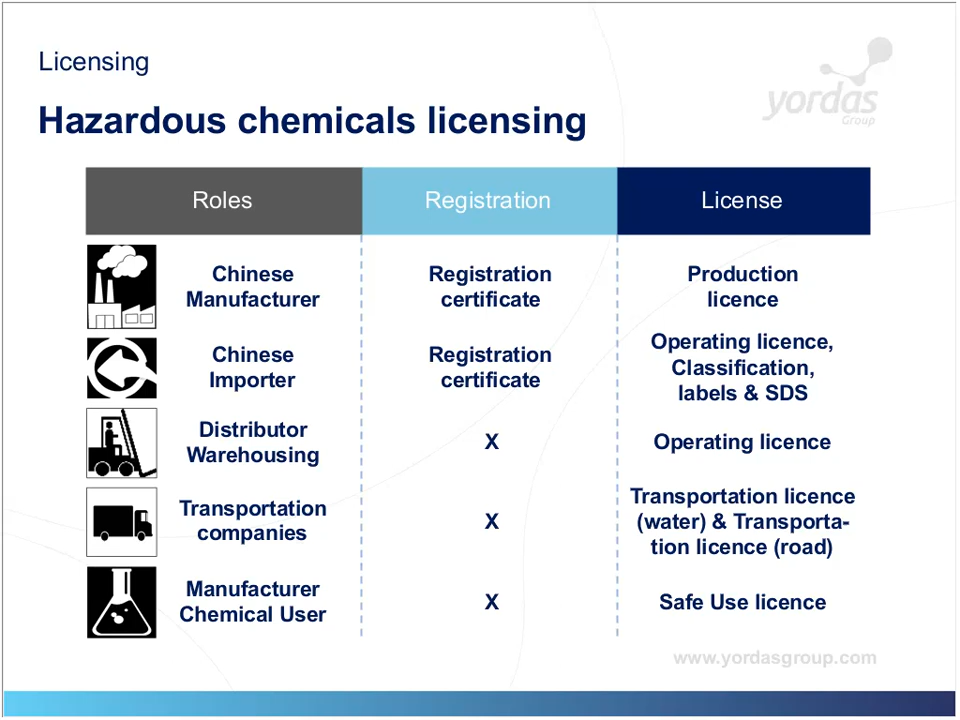 Licensing
yordas
Group
Hazardous chemicals licensing
Roles
Registration
License
Chinese
Manufacturer
Registration
certificate
Production
licence
Chinese
Importer
Registration
certificate
Operating licence,
Classification,
labels & SDS
Distributor
Warehousing
X
Operating licence
Transportation
companies
X
Transportation licence
(water) & Transporta-
tion licence (road)
Manufacturer
Chemical User
X
Safe Use licence
www.yordasgroup.com